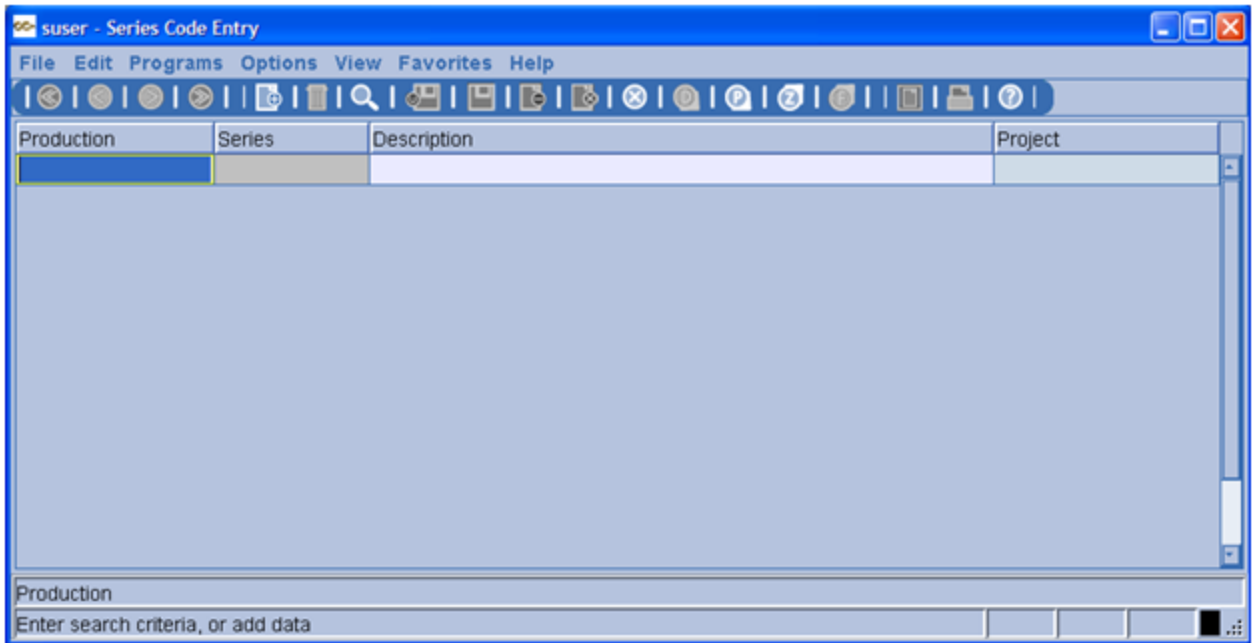 suser - Series Code Entry
File Edit Programs Options View Favorites Help
Production Series Description Project
Production
Enter search criteria, or add data